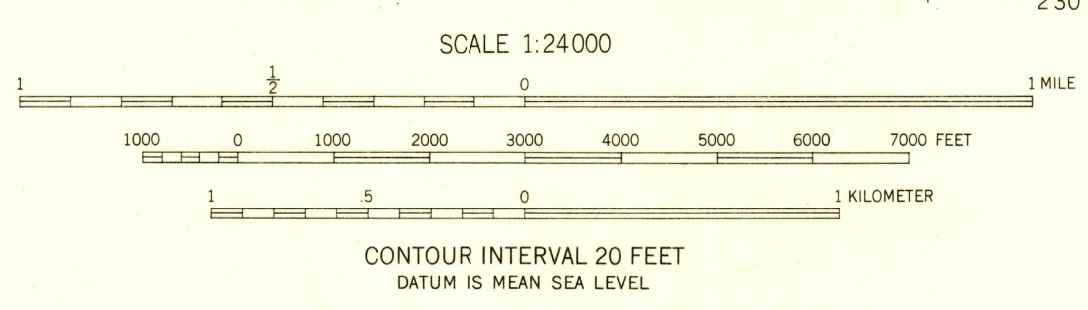 230
SCALE 1:24000
1 1/2 0 1 MILE
1000 0 1000 2000 3000 4000 5000 6000 7000 FEET
1 .5 0 1 KILOMETER
CONTOUR INTERVAL 20 FEET
DATUM IS MEAN SEA LEVEL